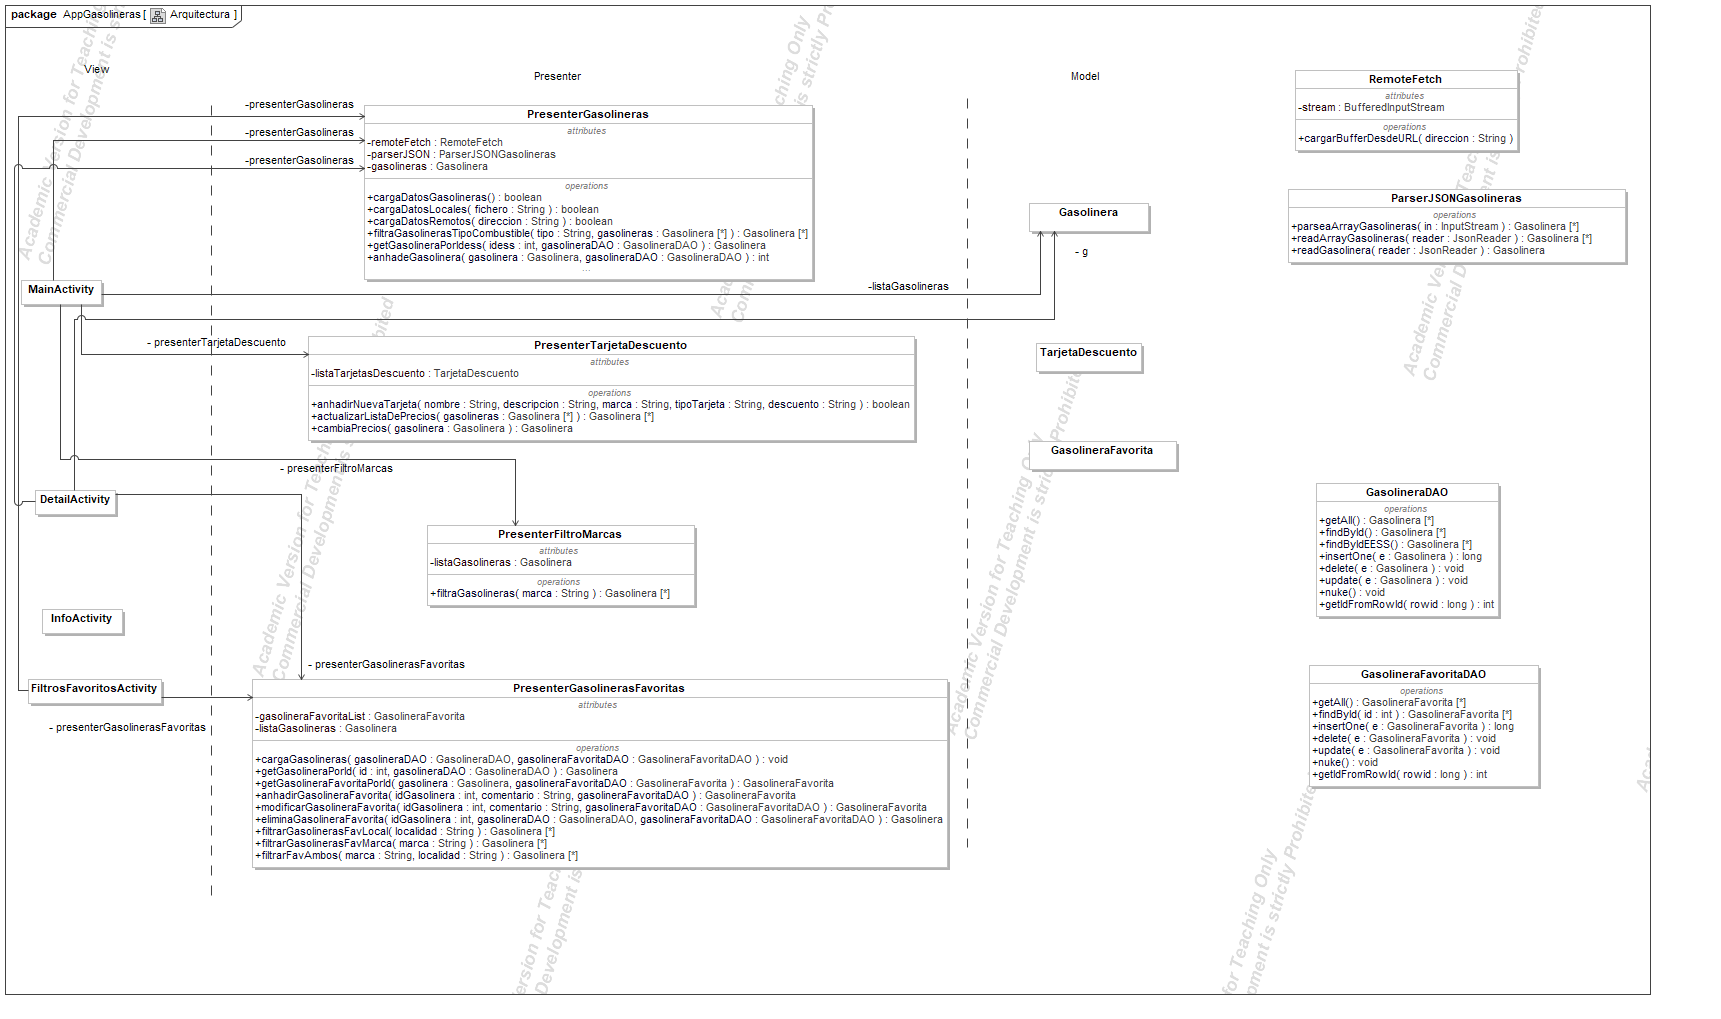 package AppGasolineras [ Arquitectura ]
View
Presenter
Model
-presenterGasolineras
-presenterGasolineras
-presenterGasolineras
PresenterGasolineras
attributes
-remoteFetch : RemoteFetch
-parserJSON : ParserJSONGasolineras
-gasolineras : Gasolinera
operations
+cargaDatosGasolineras() : boolean
+cargaDatosLocales( fichero : String ) : boolean
+cargaDatosRemotos( direccion : String ) : boolean
+filtraGasolinerasTipoCombustible( tipo : String, gasolineras : Gasolinera [*] ) : Gasolinera [*]
+getGasolineraPorIdess( idess : int, gasolineraDAO : GasolineraDAO ) : Gasolinera
+anhadeGasolinera( gasolinera : Gasolinera, gasolineraDAO : GasolineraDAO ) : int
...
RemoteFetch
attributes
-stream : BufferedInputStream
operations
+cargarBufferDesdeURL( direccion : String )
ParserJSONGasolineras
operations
+parseaArrayGasolineras( in : InputStream ) : Gasolinera [*]
+readArrayGasolineras( reader : JsonReader ) : Gasolinera [*]
+readGasolinera( reader : JsonReader ) : Gasolinera
Gasolinera
- g
MainActivity
-listaGasolineras
- presenterTarjetaDescuento
PresenterTarjetaDescuento
attributes
-listaTarjetasDescuento : TarjetaDescuento
operations
+anhadirNuevaTarjeta( nombre : String, descripcion : String, marca : String, tipoTarjeta : String, descuento : String ) : boolean
+actualizarListaDePrecios( gasolineras : Gasolinera [*] ) : Gasolinera [*]
+cambiaPrecios( gasolinera : Gasolinera ) : Gasolinera
TarjetaDescuento
GasolineraFavorita
- presenterFiltroMarcas
DetailActivity
PresenterFiltroMarcas
attributes
-listaGasolineras : Gasolinera
operations
+filtraGasolineras( marca : String ) : Gasolinera [*]
GasolineraDAO
operations
+getAll() : Gasolinera [*]
+findById() : Gasolinera [*]
+findByIdEESS() : Gasolinera [*]
+insertOne( e : Gasolinera ) : long
+delete( e : Gasolinera ) : void
+update( e : Gasolinera ) : void
+nuke() : void
+getIdFromRowId( rowid : long ) : int
InfoActivity
- presenterGasolinerasFavoritas
FiltrosFavoritosActivity
- presenterGasolinerasFavoritas
PresenterGasolinerasFavoritas
attributes
-gasolineraFavoritaList : GasolineraFavorita
-listaGasolineras : Gasolinera
operations
+cargaGasolineras( gasolineraDAO : GasolineraDAO, gasolineraFavoritaDAO : GasolineraFavoritaDAO ) : void
+getGasolineraPorId( id : int, gasolineraDAO : GasolineraDAO ) : Gasolinera
+getGasolineraFavoritaPorId( gasolinera : Gasolinera, gasolineraFavoritaDAO : GasolineraFavorita ) : GasolineraFavorita
+anhadirGasolineraFavorita( idGasolinera : int, comentario : String, gasolineraFavoritaDAO ) : GasolineraFavorita
+modificarGasolineraFavorita( idGasolinera : int, comentario : String, gasolineraFavoritaDAO : GasolineraFavoritaDAO ) : GasolineraFavorita
+eliminaGasolineraFavorita( idGasolinera : int, gasolineraDAO : GasolineraDAO, gasolineraFavoritaDAO : GasolineraFavoritaDAO ) : Gasolinera
+filtrarGasolinerasFavLocal( localidad : String ) : Gasolinera [*]
+filtrarGasolinerasFavMarca( marca : String ) : Gasolinera [*]
+filtrarFavAmbos( marca : String, localidad : String ) : Gasolinera [*]
GasolineraFavoritaDAO
operations
+getAll() : GasolineraFavorita [*]
+findById( id : int ) : GasolineraFavorita [*]
+insertOne( e : GasolineraFavorita ) : long
+delete( e : GasolineraFavorita ) : void
+update( e : GasolineraFavorita ) : void
+nuke() : void
+getIdFromRowId( rowid : long ) : int
Academic Version for Teaching Only
Commercial Development is strictly Prohibited